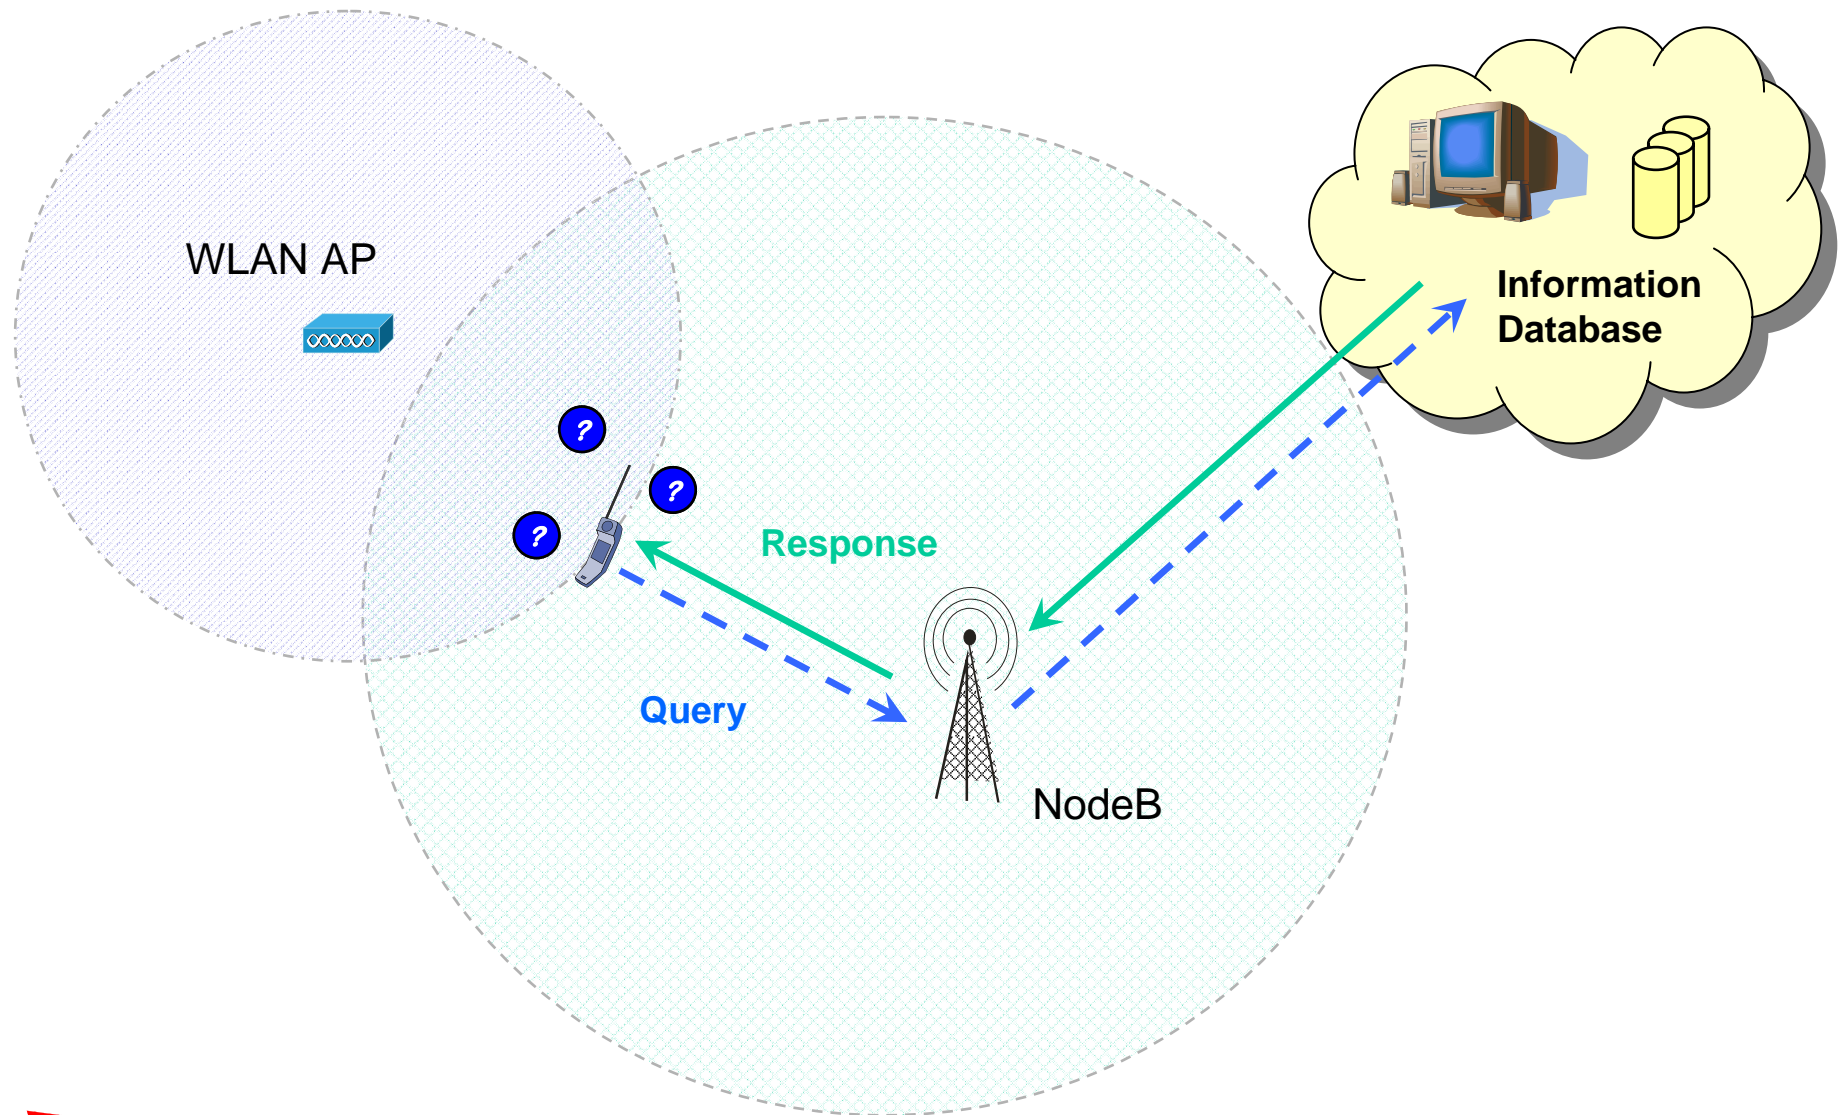 WLAN AP
Information
Database
?
?
?
Response
Query
NodeB